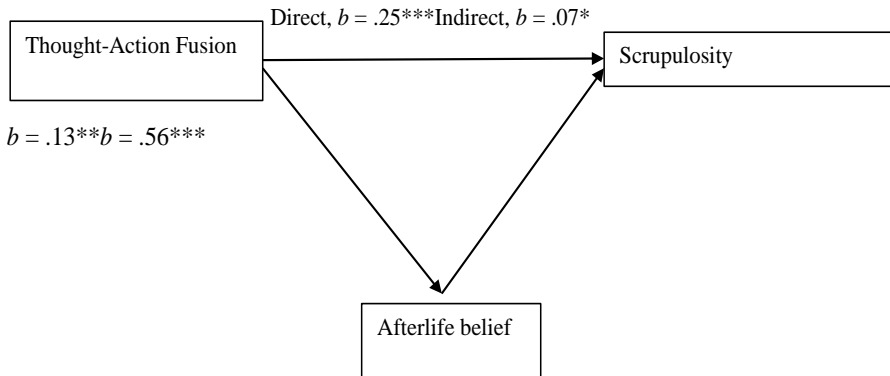 Direct, b = .25***Indirect, b = .07*
Thought-Action Fusion
Scrupulosity
b = .13**b = .56***
Afterlife belief